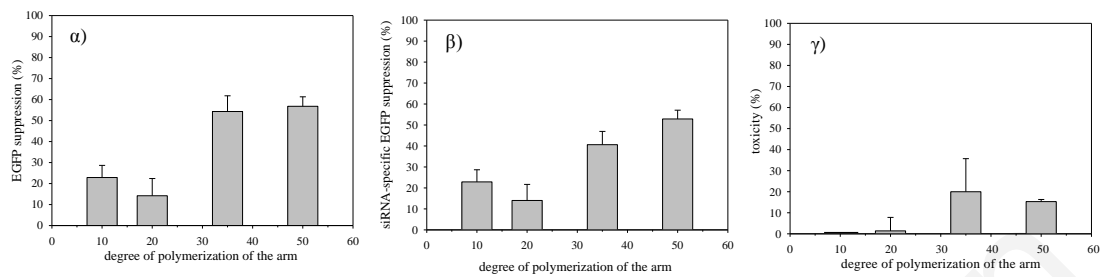 α)
EGFP suppression (%)
100
90
80
70
60
50
40
30
20
10
0
0 10 20 30 40 50 60
degree of polymerization of the arm
β)
siRNA-specific EGFP suppression (%)
100
90
80
70
60
50
40
30
20
10
0
0 10 20 30 40 50 60
degree of polymerization of the arm
γ)
toxicity (%)
100
90
80
70
60
50
40
30
20
10
0
0 10 20 30 40 50 60
degree of polymerization of the arm